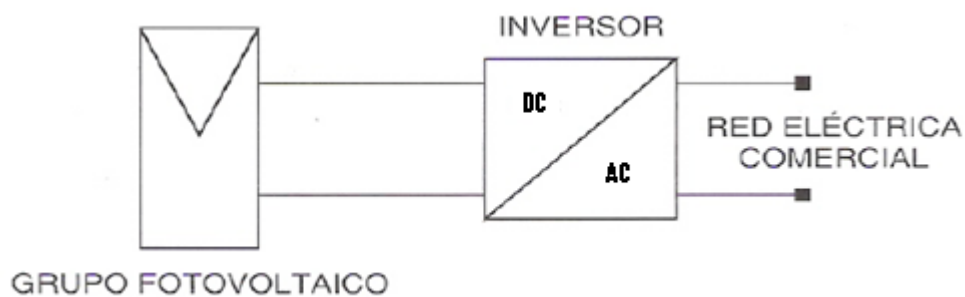 INVERSOR
DC
AC
RED ELÉCTRICA
COMERCIAL
GRUPO FOTOVOLTAICO